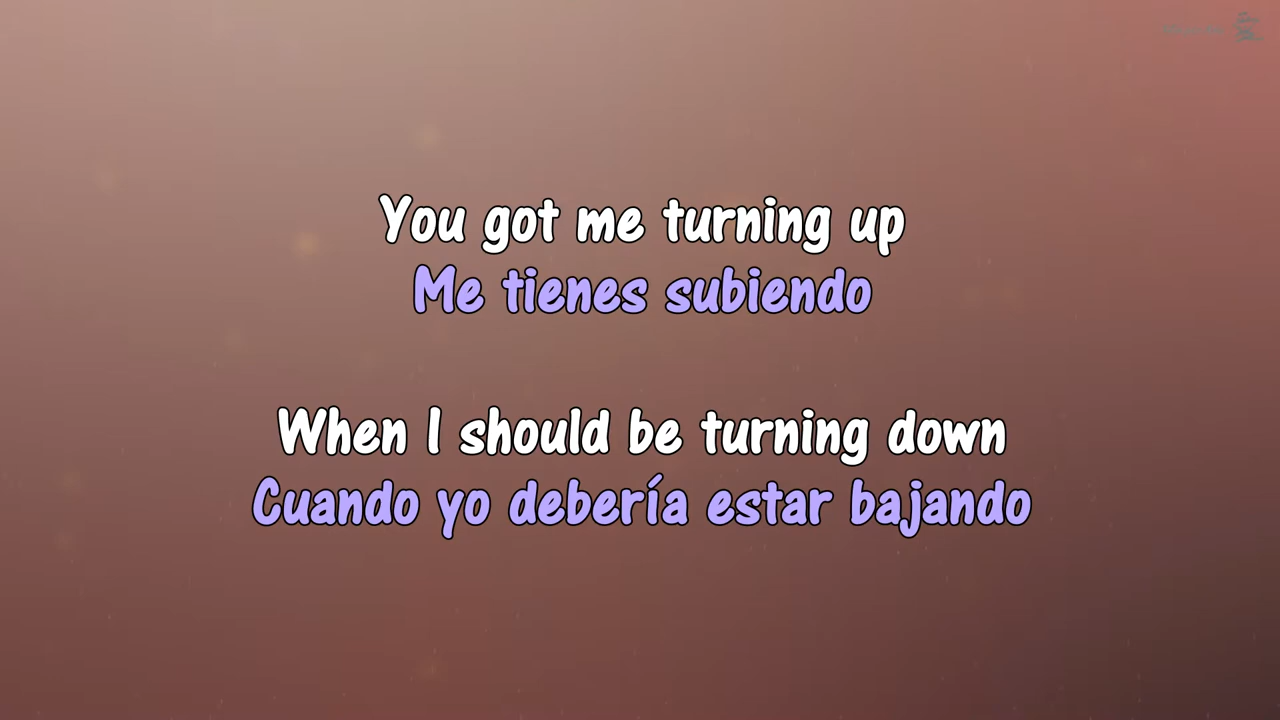 You got me turning up
Me tienes subiendo
When I should be turning down
Cuando yo debería estar bajando